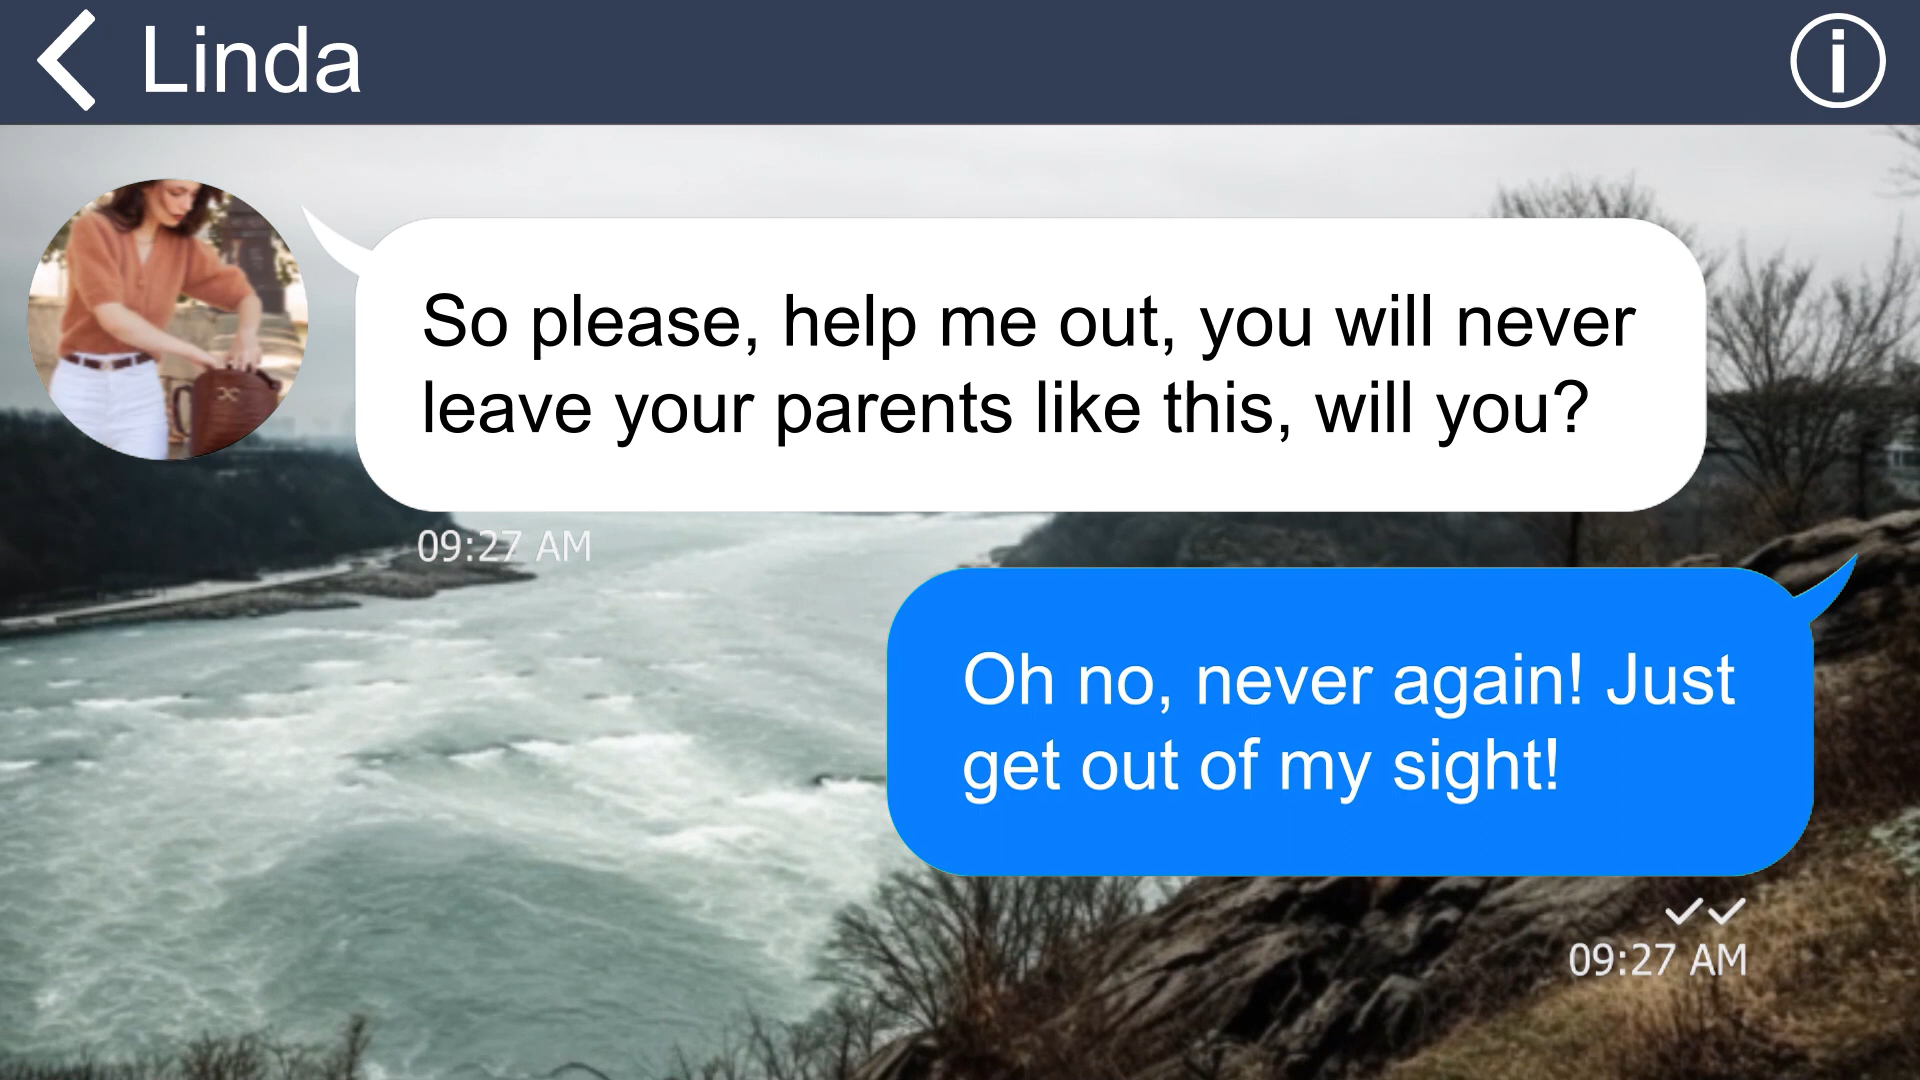 Linda
So please, help me out, you will never
leave your parents like this, will you?
09:27 AM
Oh no, never again! Just
get out of my sight!
09:27 AM